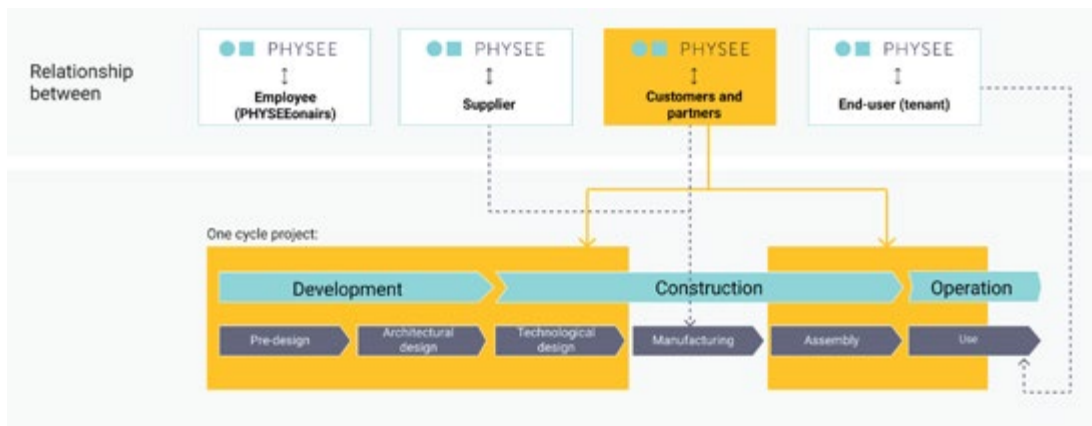 Relationship
between
PHYSEE
Employee
(PHYSEEonairs)
PHYSEE
Supplier
PHYSEE
Customers and
partners
PHYSEE
End-user (tenant)
One cycle project:
Development
Construction
Operation
Pre-design
Architectural
design
Technological
design
Manufacturing
Assembly
Use